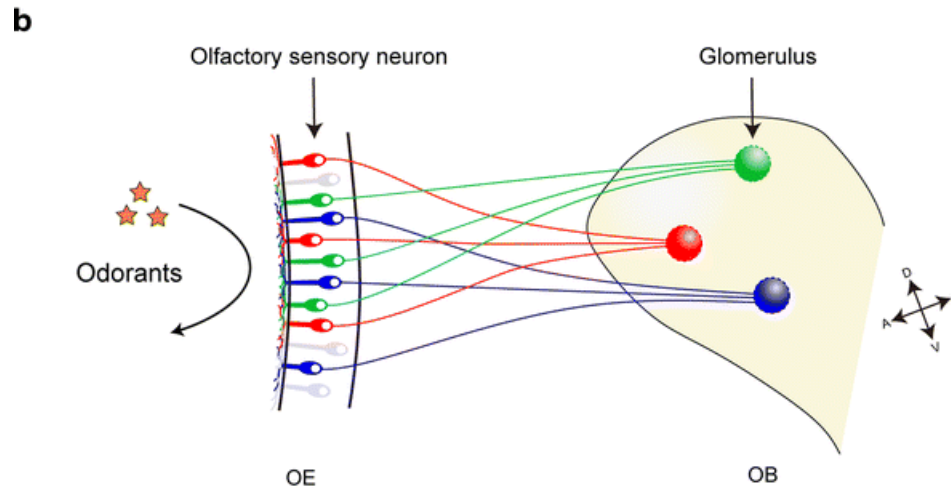 b
Olfactory sensory neuron
Glomerulus
Odorants
D
A
V
OE
OB